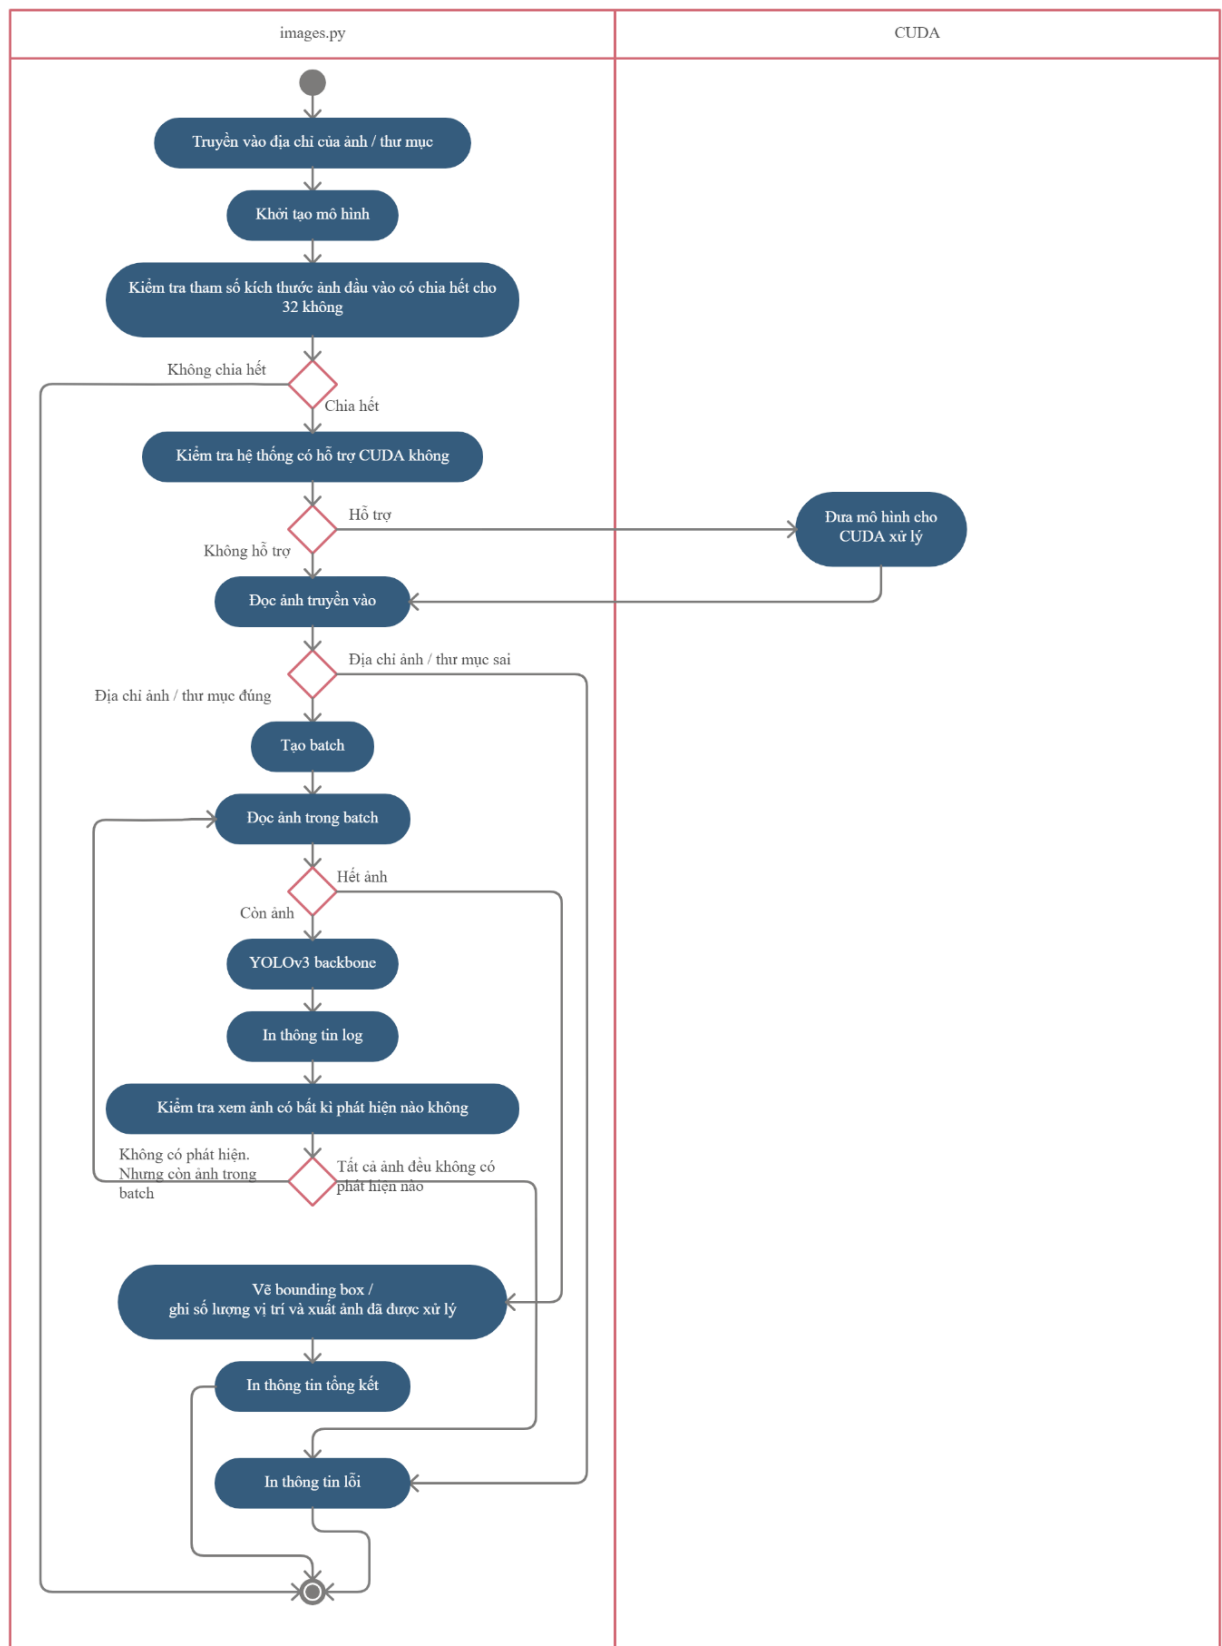 images.py
CUDA
Truyền vào địa chỉ của ảnh / thư mục
Khởi tạo mô hình
Kiểm tra tham số kích thước ảnh đầu vào có chia hết cho
32 không
Không chia hết
Chia hết
Kiểm tra hệ thống có hỗ trợ CUDA không
Hỗ trợ
Đưa mô hình cho
CUDA xử lý
Không hỗ trợ
Đọc ảnh truyền vào
Địa chỉ ảnh / thư mục sai
Địa chỉ ảnh / thư mục đúng
Tạo batch
Đọc ảnh trong batch
Hết ảnh
Còn ảnh
YOLOv3 backbone
In thông tin log
Kiểm tra xem ảnh có bất kì phát hiện nào không
Không có phát hiện.
Nhưng còn ảnh trong
batch
Tất cả ảnh đều không có
phát hiện nào
Vẽ bounding box /
ghi số lượng vị trí và xuất ảnh đã được xử lý
In thông tin tổng kết
In thông tin lỗi